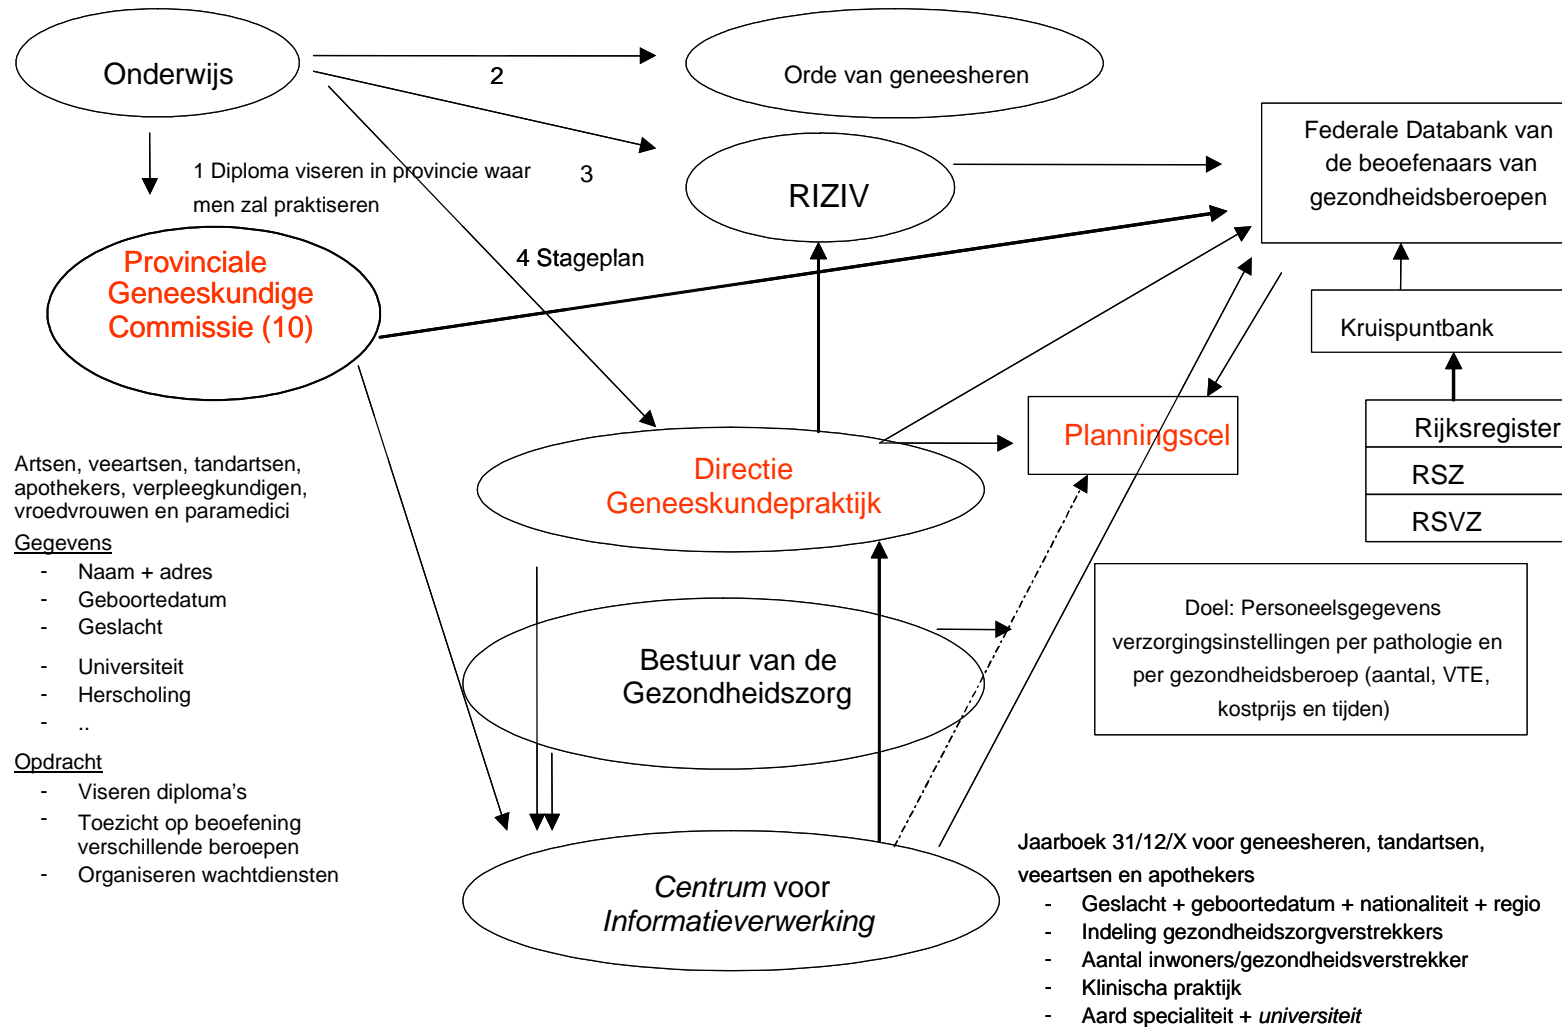 Onderwijs
2
Orde van geneesheren
Federale Databank van
de beoefenaars van
gezondheidsberoepen
1 Diploma viseren in provincie waar
men zal praktiseren
3
RIZIV
4 Stageplan
Provinciale
Geneeskundige
Commissie (10)
Kruispuntbank
Rijksregister
RSZ
RSVZ
Planningscel
Directie
Geneeskundepraktijk
Artsen, veeartsen, tandartsen,
apothekers, verpleegkundigen,
vroedvrouwen en paramedici
Gegevens
- Naam + adres
- Geboortedatum
- Geslacht
- Universiteit
- Herscholing
- ..
Opdracht
- Viseren diploma's
- Toezicht op beoefening
verschillende beroepen
- Organiseren wachtdiensten
Bestuur van de
Gezondheidszorg
Doel: Personeelsgegevens
verzorgingsinstellingen per pathologie en
per gezondheidsberoep (aantal, VTE,
kostprijs en tijden)
Centrum voor
Informatieverwerking
Jaarboek 31/12/X voor geneesheren, tandartsen,
veeartsen en apothekers
- Geslacht + geboortedatum + nationaliteit + regio
- Indeling gezondheidszorgverstrekkers
- Aantal inwoners/gezondheidsverstrekker
- Klinischa praktijk
- Aard specialiteit + universiteit